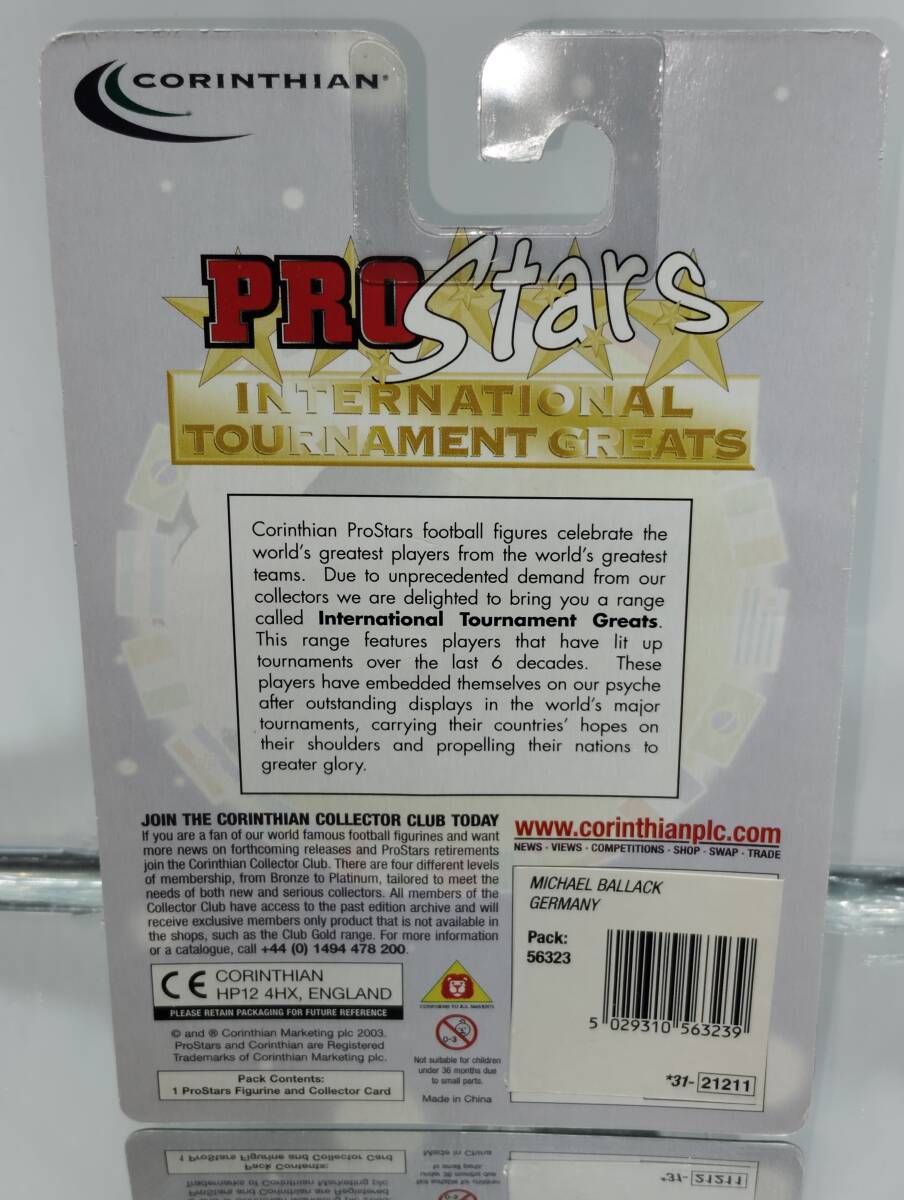 CORINTHIAN®
PROStars
INTERNATIONAL
TOURNAMENT GREATS
Corinthian ProStars football figures celebrate the
world's greatest players from the world's greatest
teams. Due to unprecedented demand from our
collectors we are delighted to bring you a range
called International Tournament Greats.
This range features players that have lit up
tournaments over the last 6 decades. These
players have embedded themselves on our psyche
after outstanding displays in the world's major
tournaments, carrying their countries' hopes on
their shoulders and propelling their nations to
greater glory.
JOIN THE CORINTHIAN COLLECTOR CLUB TODAY
If you are a fan of our world famous football figurines and want
more news on forthcoming releases and ProStars retirements
join the Corinthian Collector Club. There are four different levels
of membership, from Bronze to Platinum, tailored to meet the
needs of both new and serious collectors. All members of the
Collector Club have access to the past edition archive and will
receive exclusive members only product that is not available in
the shops, such as the Club Gold range. For more information
or a catalogue, call +44 (0) 1494 478 200.
CE CORINTHIAN
HP12 4HX, ENGLAND
PLEASE RETAIN PACKAGING FOR FUTURE REFERENCE
© and ® Corinthian Marketing plc 2003.
ProStars and Corinthian are Registered
Trademarks of Corinthian Marketing plc.
Pack Contents:
1 ProStars Figurine and Collector Card
0-3
Not suitable for children
under 36 months due
to small parts.
Made in China
www.corinthianplc.com
NEWS · VIEWS · COMPETITIONS · SHOP · SWAP · TRADE
MICHAEL BALLACK
GERMANY
Pack:
56323
5 029310 563239
*31- 21211